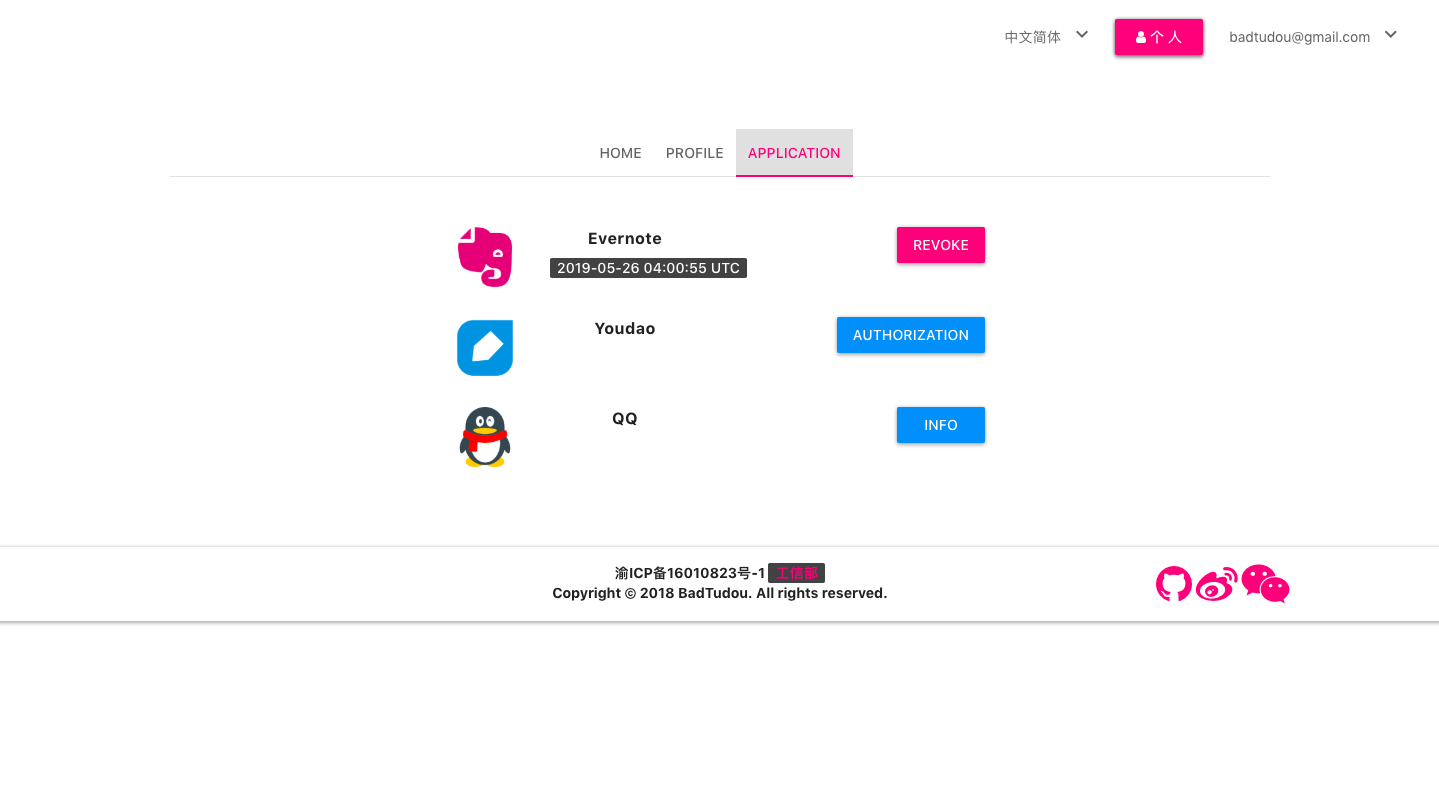 中文简体
个人
badtudou@gmail.com
HOME PROFILE APPLICATION
Evernote
REVOKE
2019-05-26 04:00:55 UTC
Youdao
AUTHORIZATION
QQ
INFO
渝ICP备16010823号-1 工信部
Copyright © 2018 BadTudou. All rights reserved.